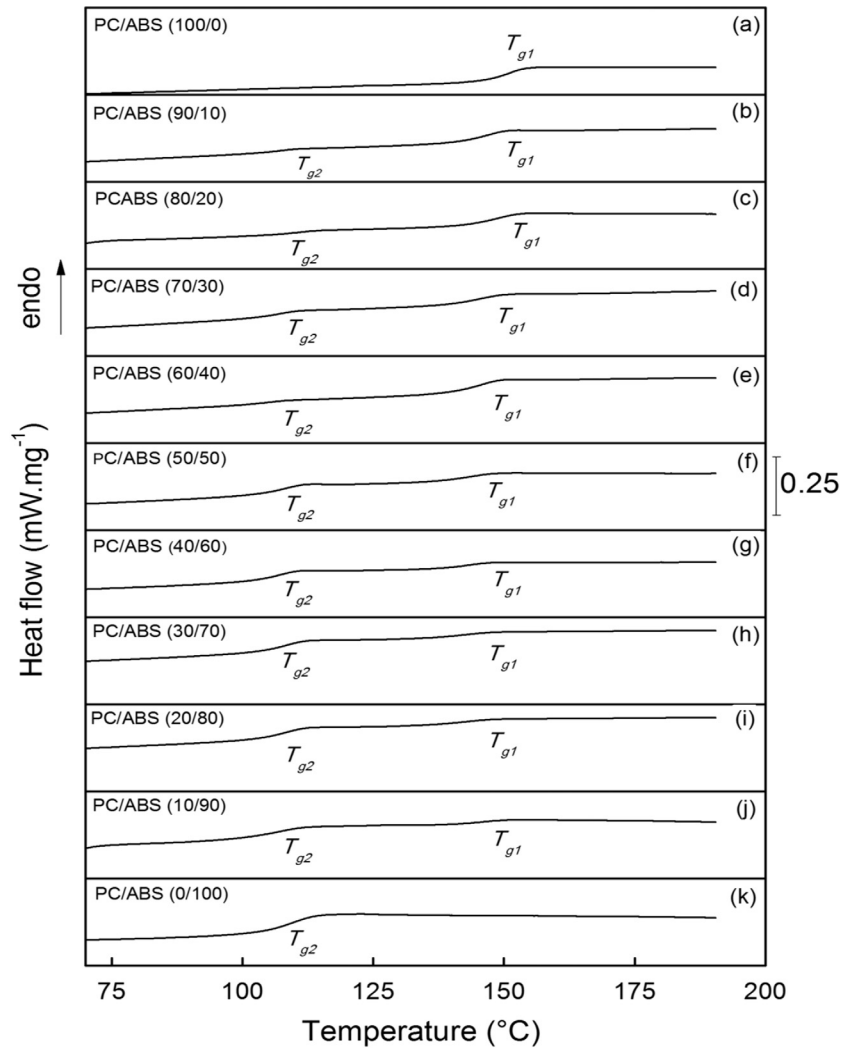 PC/ABS (100/0)
(a)
Tg1
PC/ABS (90/10)
(b)
Tg2
Tg1
PCABS (80/20)
(c)
Tg2
Tg1
PC/ABS (70/30)
(d)
Tg2
Tg1
PC/ABS (60/40)
(e)
Tg2
Tg1
PC/ABS (50/50)
(f)
Tg2
Tg1
0.25
PC/ABS (40/60)
(g)
Tg2
Tg1
PC/ABS (30/70)
(h)
Tg2
Tg1
PC/ABS (20/80)
(i)
Tg2
Tg1
PC/ABS (10/90)
(j)
Tg2
Tg1
PC/ABS (0/100)
(k)
Tg2
endo
Heat flow (mW.mg⁻¹)
75 100 125 150 175 200
Temperature (°C)